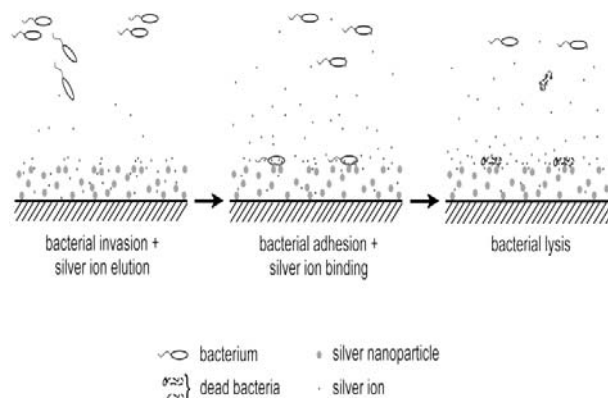 bacterial invasion +
silver ion elution
bacterial adhesion +
silver ion binding
bacterial lysis
bacterium
silver nanoparticle
dead bacteria
silver ion